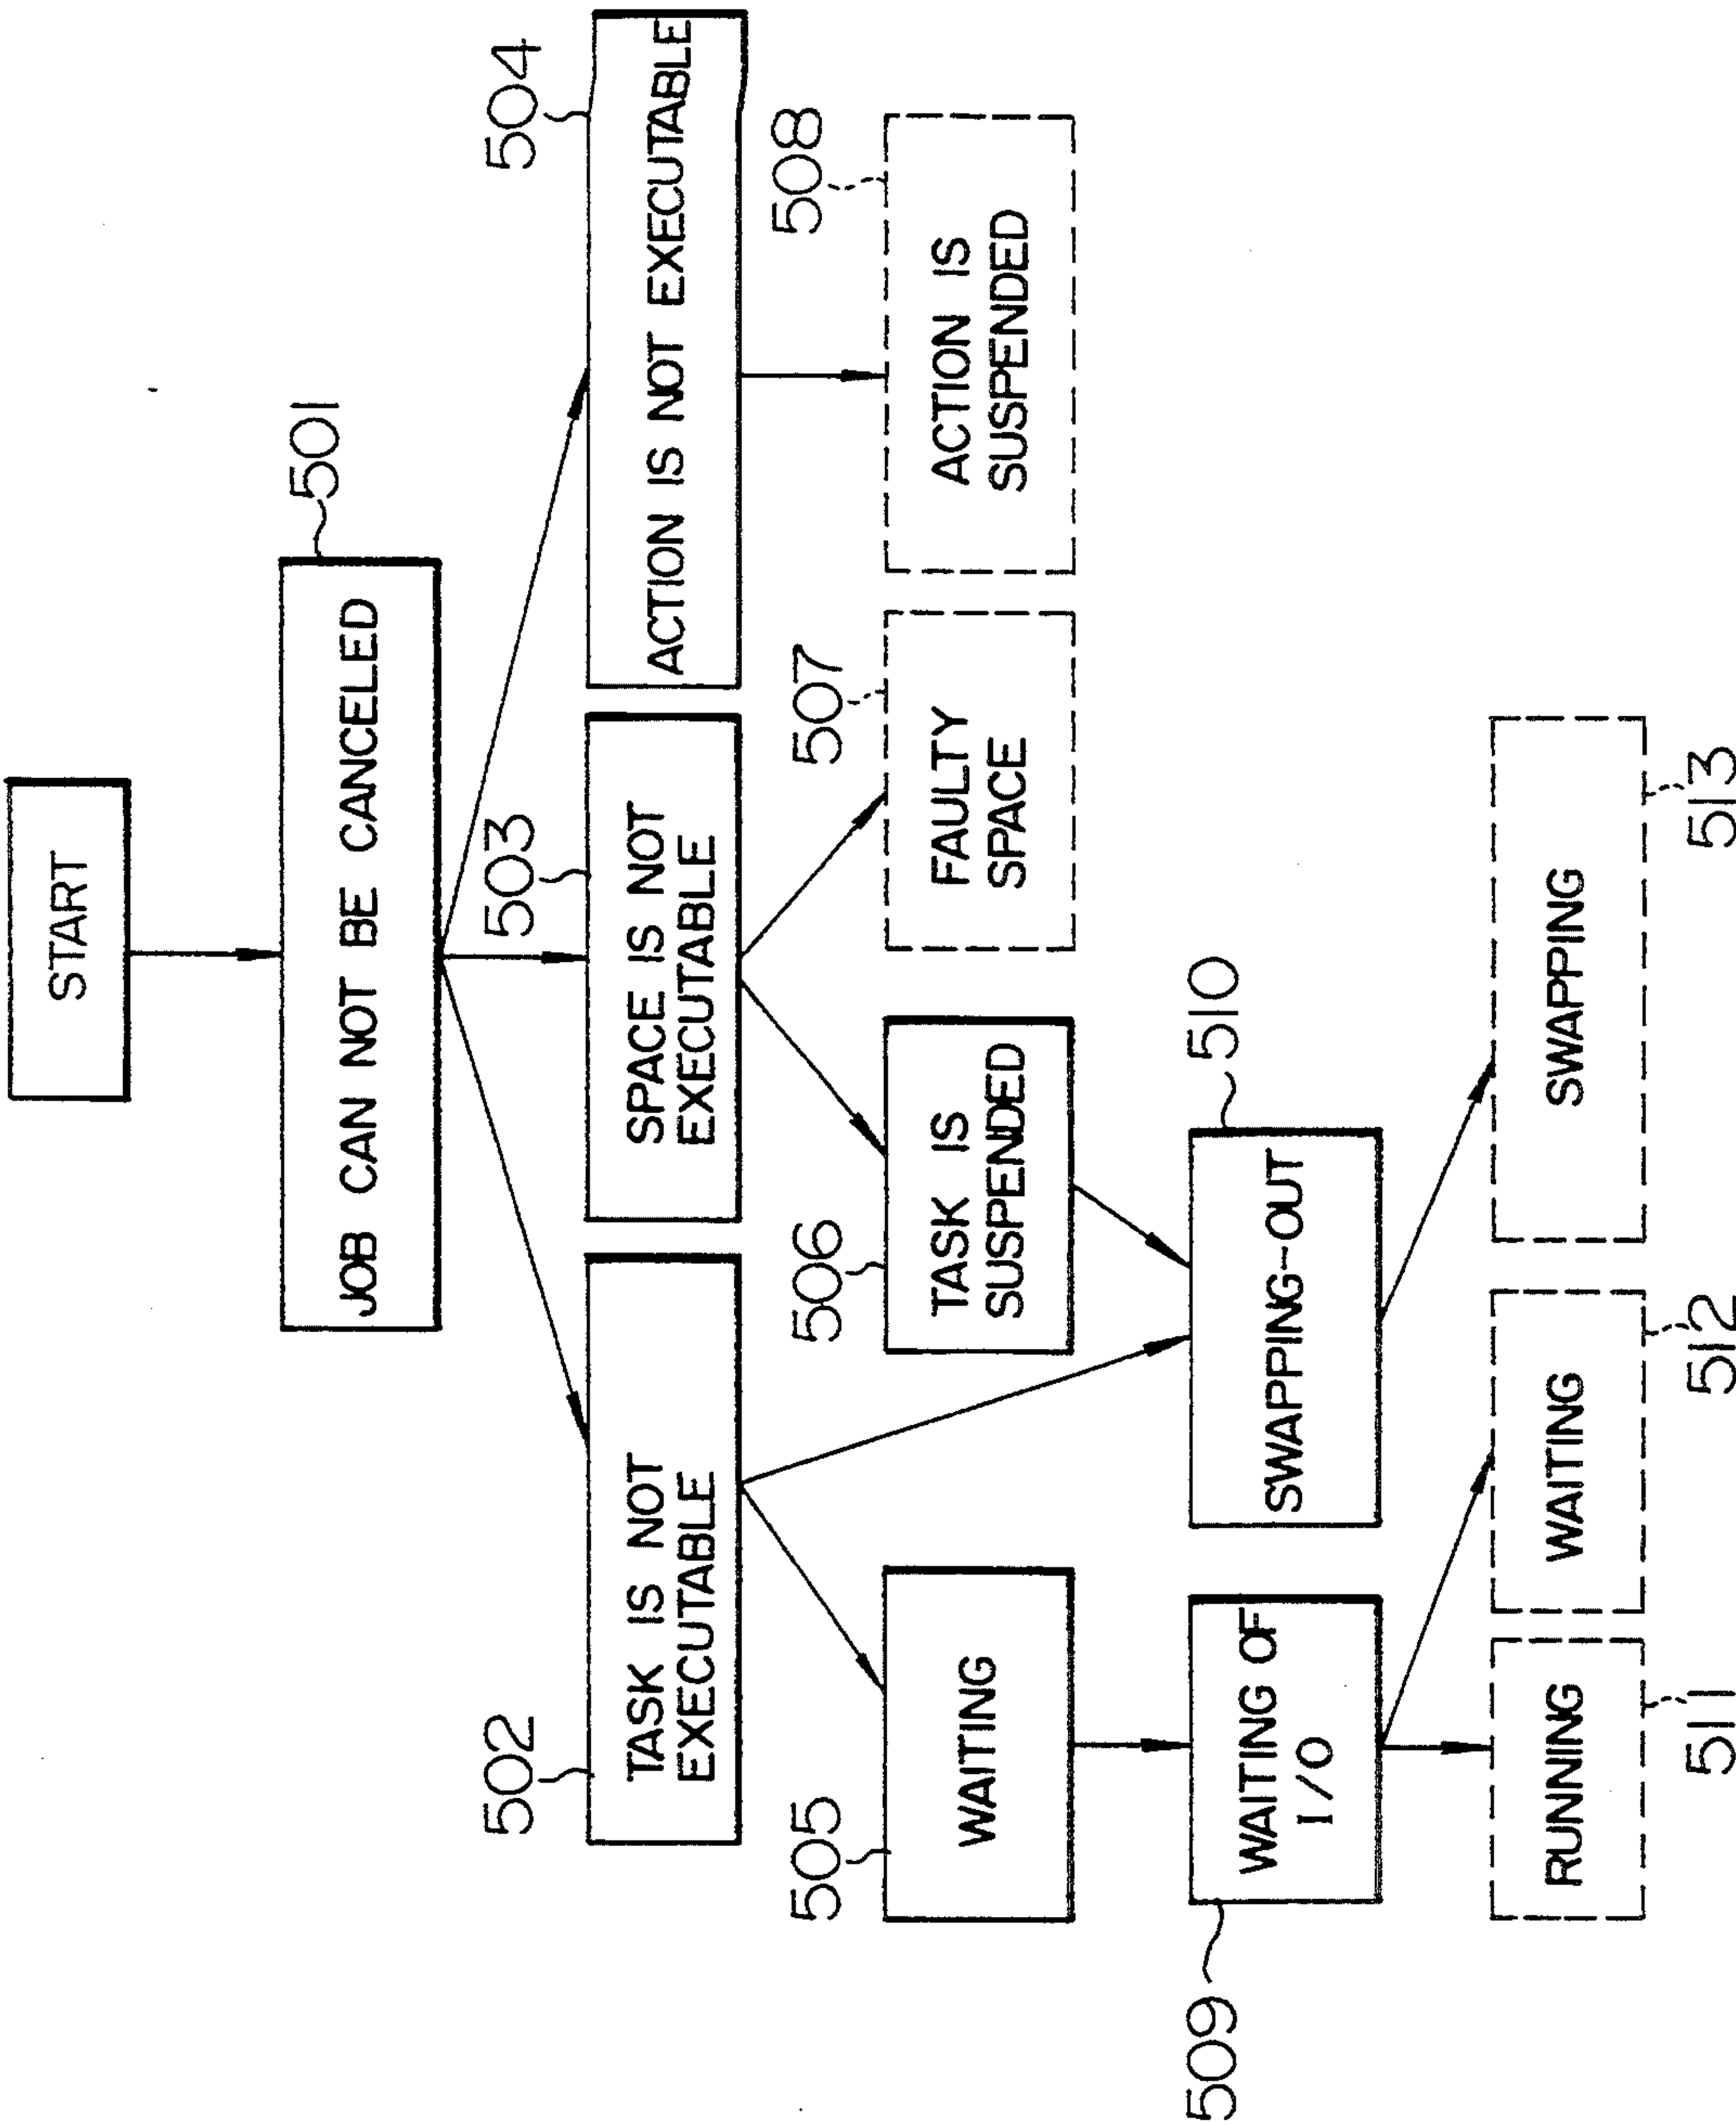 START
501
JOB CAN NOT BE CANCELED
502
TASK IS NOT
EXECUTABLE
503
SPACE IS NOT
EXECUTABLE
504
ACTION IS NOT EXECUTABLE
505
WAITING
506
TASK IS
SUSPENDED
507
FAULTY
SPACE
508
ACTION IS
SUSPENDED
509
WAITING OF
I/O
510
SWAPPING-OUT
RUNNING
511
WAITING
512
SWAPPING
513